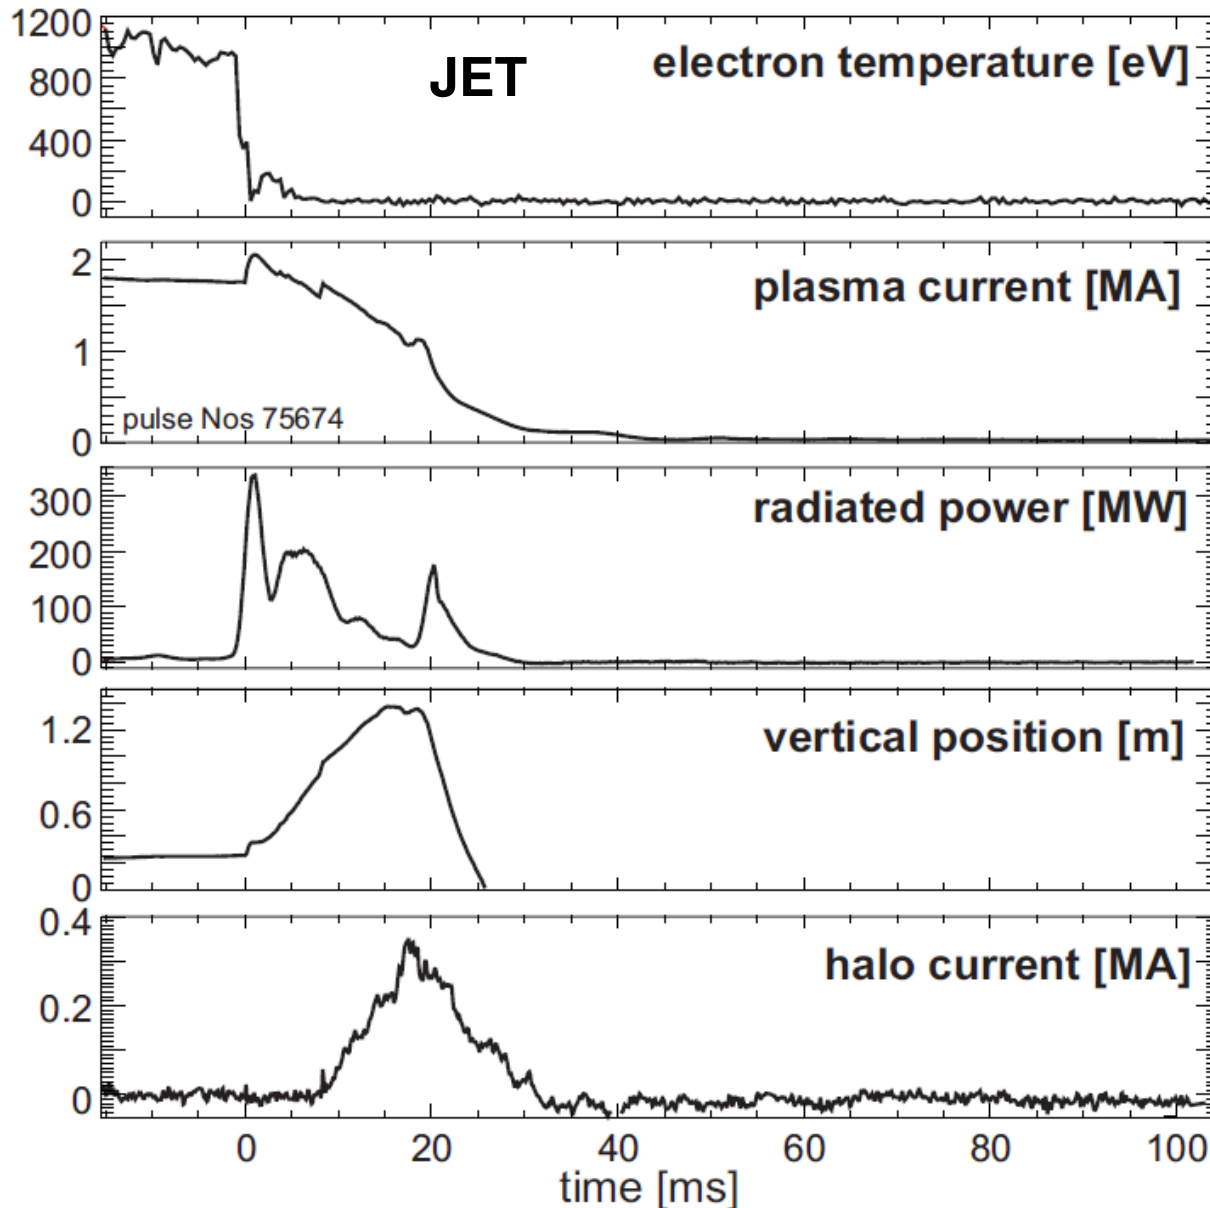 1200
800
400
0
JET
electron temperature [eV]
2
1
0
plasma current [MA]
pulse Nos 75674
300
200
100
0
radiated power [MW]
1.2
0.6
0
vertical position [m]
0.4
0.2
0
halo current [MA]
0 20 40 60 80 100
time [ms]